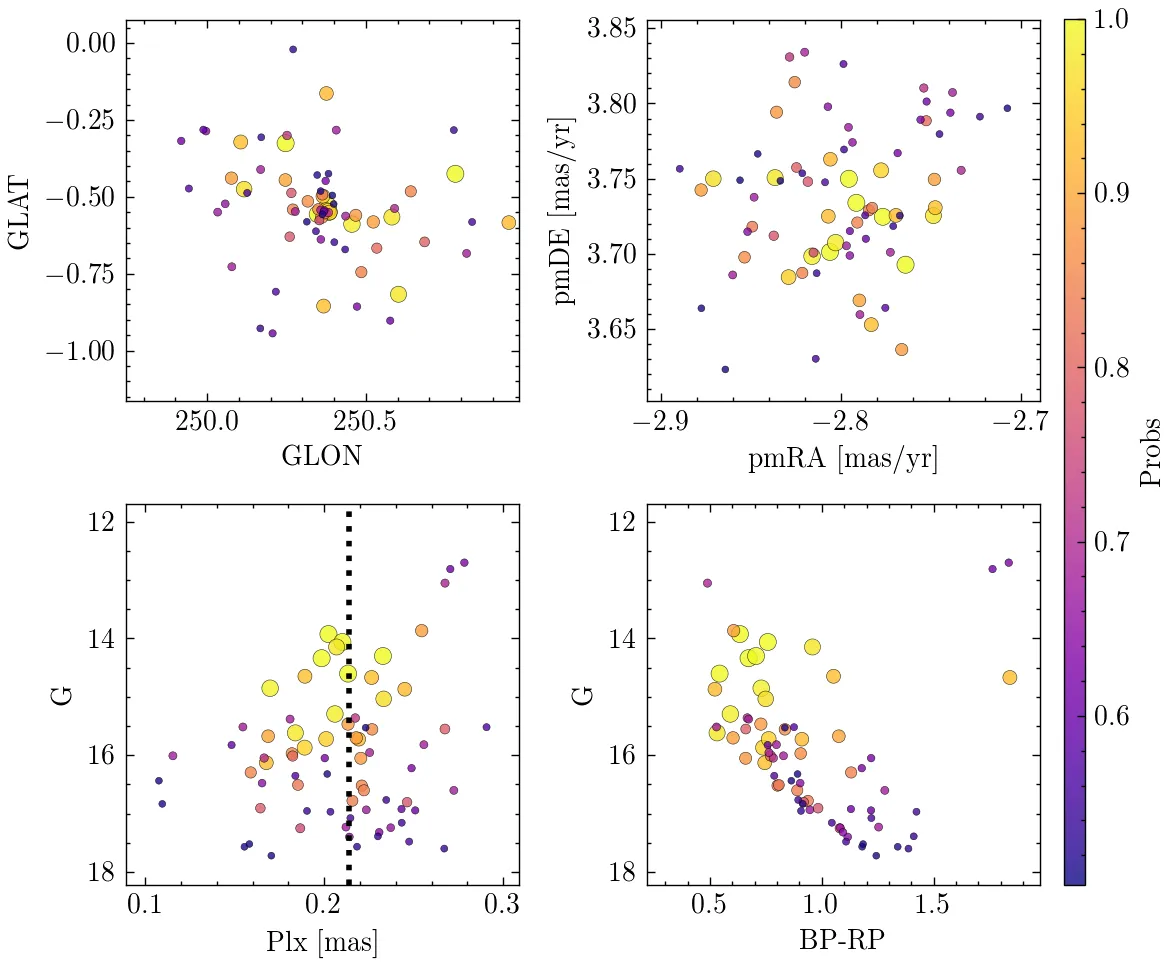 0.00
−0.25
−0.50
−0.75
−1.00
GLAT
250.0 250.5
GLON
3.85
3.80
3.75
3.70
3.65
pmDE [mas/yr]
−2.9 −2.8 −2.7
pmRA [mas/yr]
12
14
16
18
G
0.1 0.2 0.3
Plx [mas]
12
14
16
18
G
0.5 1.0 1.5
BP-RP
1.0
0.9
0.8
0.7
0.6
Probs